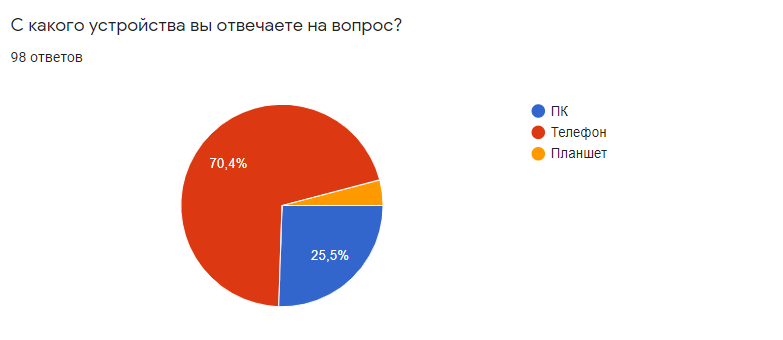 С какого устройства вы отвечаете на вопрос?
98 ответов
ПК
Телефон
Планшет
70,4%
25,5%